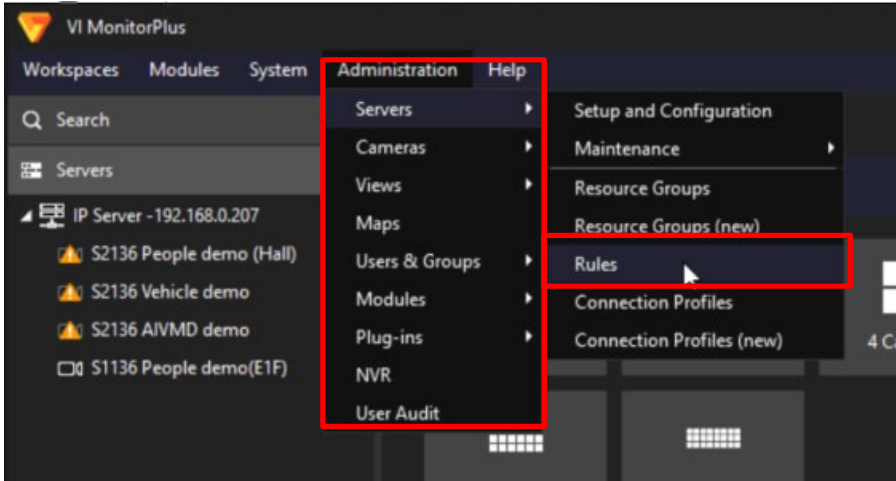 VI MonitorPlus
Workspaces Modules System Administration Help
Search
Servers
IP Server -192.168.0.207
S2136 People demo (Hall)
S2136 Vehicle demo
S2136 AIVMD demo
S1136 People demo(E1F)
Servers
Cameras
Views
Maps
Users & Groups
Modules
Plug-ins
NVR
User Audit
Setup and Configuration
Maintenance
Resource Groups
Resource Groups (new)
Rules
Connection Profiles
Connection Profiles (new)